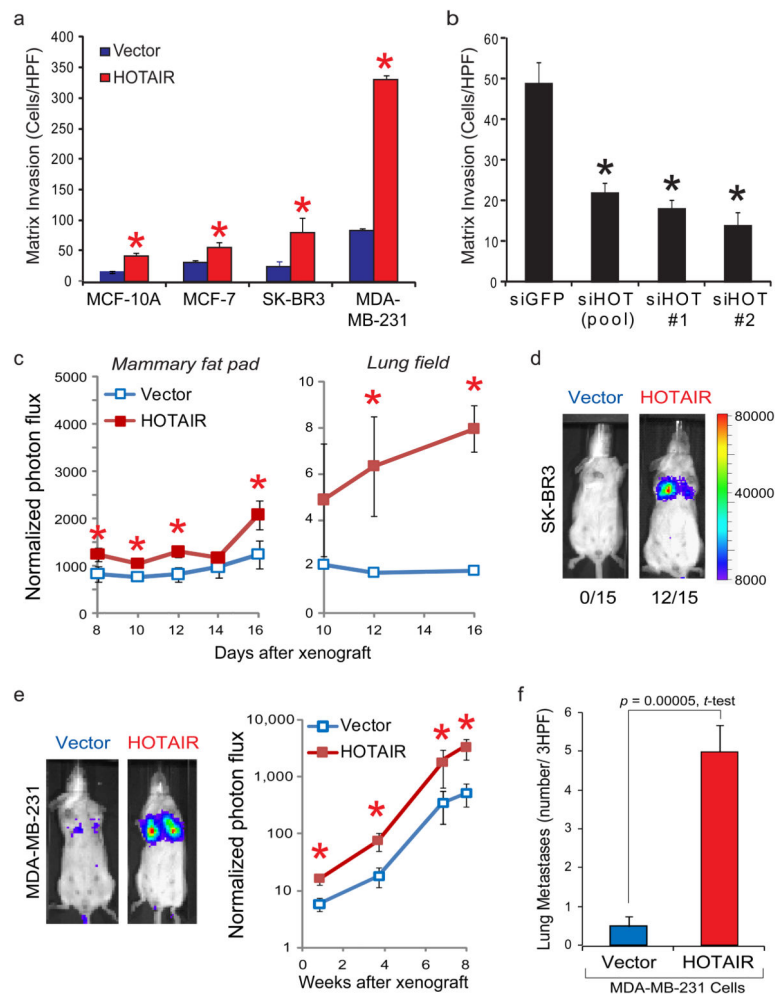 a
Matrix Invasion (Cells/HPF)
400
350
300
250
200
150
100
50
0
Vector
HOTAIR
*
*
*
*
MCF-10A
MCF-7
SK-BR3
MDA-
MB-231
b
Matrix Invasion (Cells/HPF)
60
50
40
30
20
10
0
*
*
*
siGFP
siHOT
(pool)
siHOT
#1
siHOT
#2
c
Mammary fat pad
Normalized photon flux
5000
4000
3000
2000
1000
0
Vector
HOTAIR
*
*
*
*
8
10
12
14
16
Lung field
10
8
6
4
2
0
*
*
10
12
14
16
Days after xenograft
d
Vector
HOTAIR
SK-BR3
0/15
12/15
80000
40000
8000
e
Vector
HOTAIR
MDA-MB-231
Normalized photon flux
10,000
1,000
100
10
1
Vector
HOTAIR
*
*
*
*
0
2
4
6
8
Weeks after xenograft
f
p = 0.00005, t-test
Lung Metastases (number/ 3HPF)
6
5
4
3
2
1
0
Vector
HOTAIR
MDA-MB-231 Cells